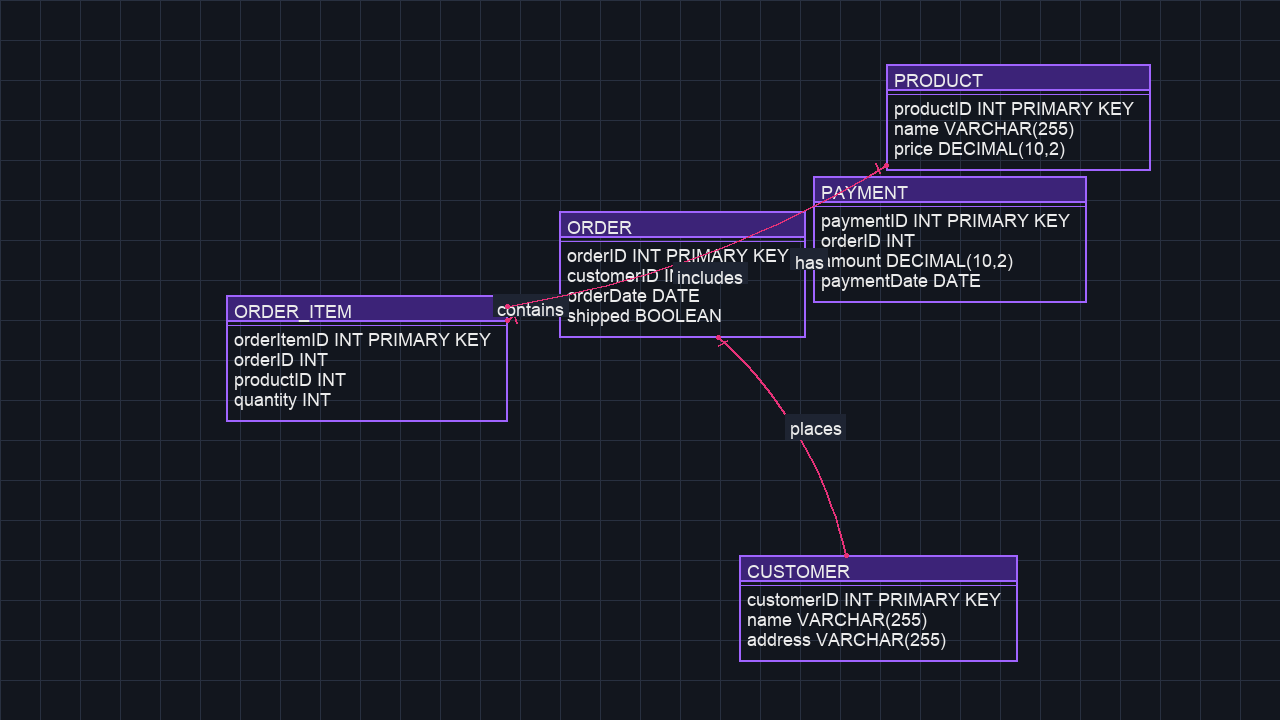 PRODUCT
productID INT PRIMARY KEY
name VARCHAR(255)
price DECIMAL(10,2)
PAYMENT
paymentID INT PRIMARY KEY
orderID INT
amount DECIMAL(10,2)
paymentDate DATE
ORDER
orderID INT PRIMARY KEY
customerID
orderDate DATE
shipped BOOLEAN
has
includes
contains
ORDER_ITEM
orderItemID INT PRIMARY KEY
orderID INT
productID INT
quantity INT
places
CUSTOMER
customerID INT PRIMARY KEY
name VARCHAR(255)
address VARCHAR(255)